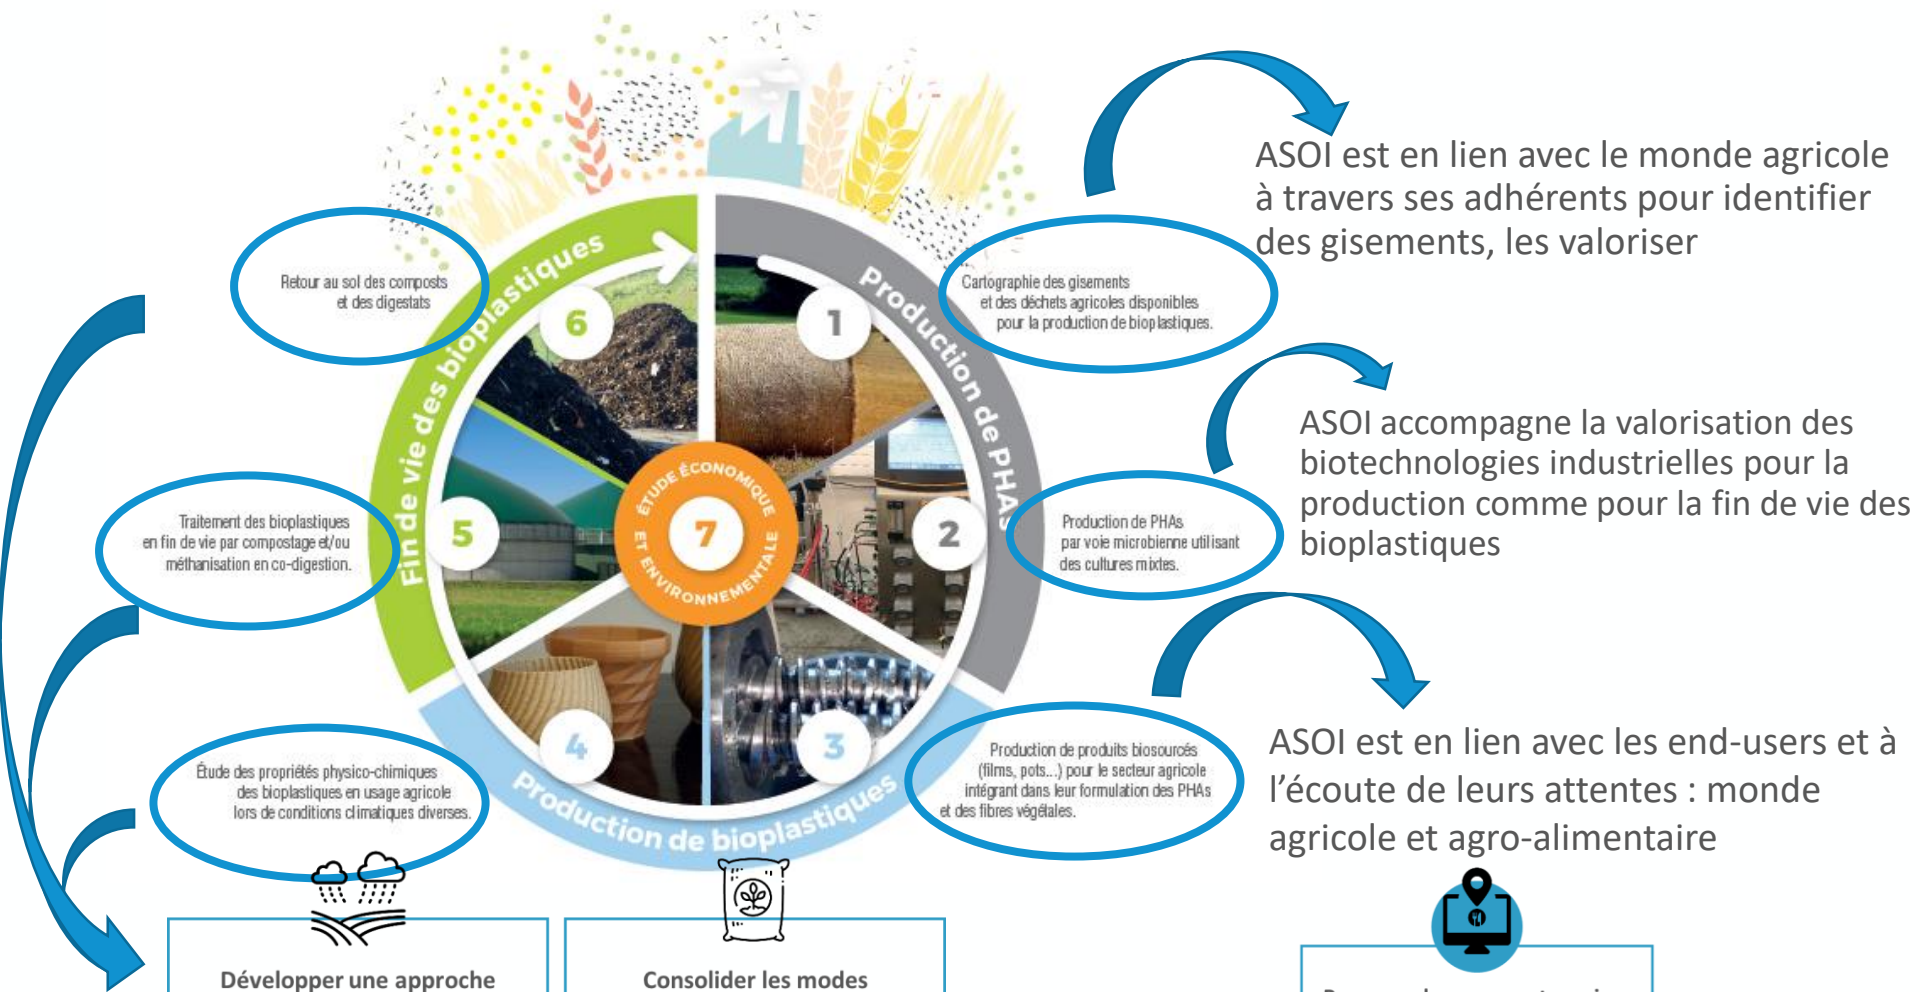 ASOI est en lien avec le monde agricole
à travers ses adhérents pour identifier
des gisements, les valoriser
Retour au sol des composts
et des digestats
Cartographie des gisements
et des déchets agricoles disponibles
pour la production de bioplastiques.
Fin de vie des bioplastiques
Production de PHAs
Production de bioplastiques
6
1
5
2
4
3
ÉTUDE ÉCONOMIQUE
7
ET ENVIRONNEMENTALE
ASOI accompagne la valorisation des
biotechnologies industrielles pour la
production comme pour la fin de vie des
bioplastiques
Traitement des bioplastiques
en fin de vie par compostage et/ou
méthanisation en co-digestion.
Production de PHAs
par voie microbienne utilisant
des cultures mixtes.
ASOI est en lien avec les end-users et à
l'écoute de leurs attentes : monde
agricole et agro-alimentaire
Étude des propriétés physico-chimiques
des bioplastiques en usage agricole
lors de conditions climatiques diverses.
Production de produits biosourcés
(films, pots...) pour le secteur agricole
intégrant dans leur formulation des PHAs
et des fibres végétales.
Développer une approche
Consolider les modes